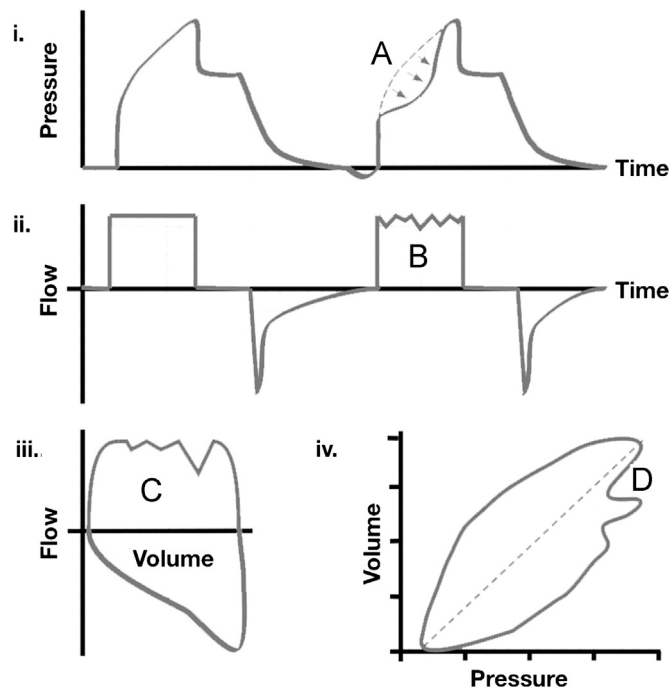 i.
Pressure
A
Time
ii.
Flow
B
Time
iii..
Flow
C
Volume
iv.
Volume
D
Pressure